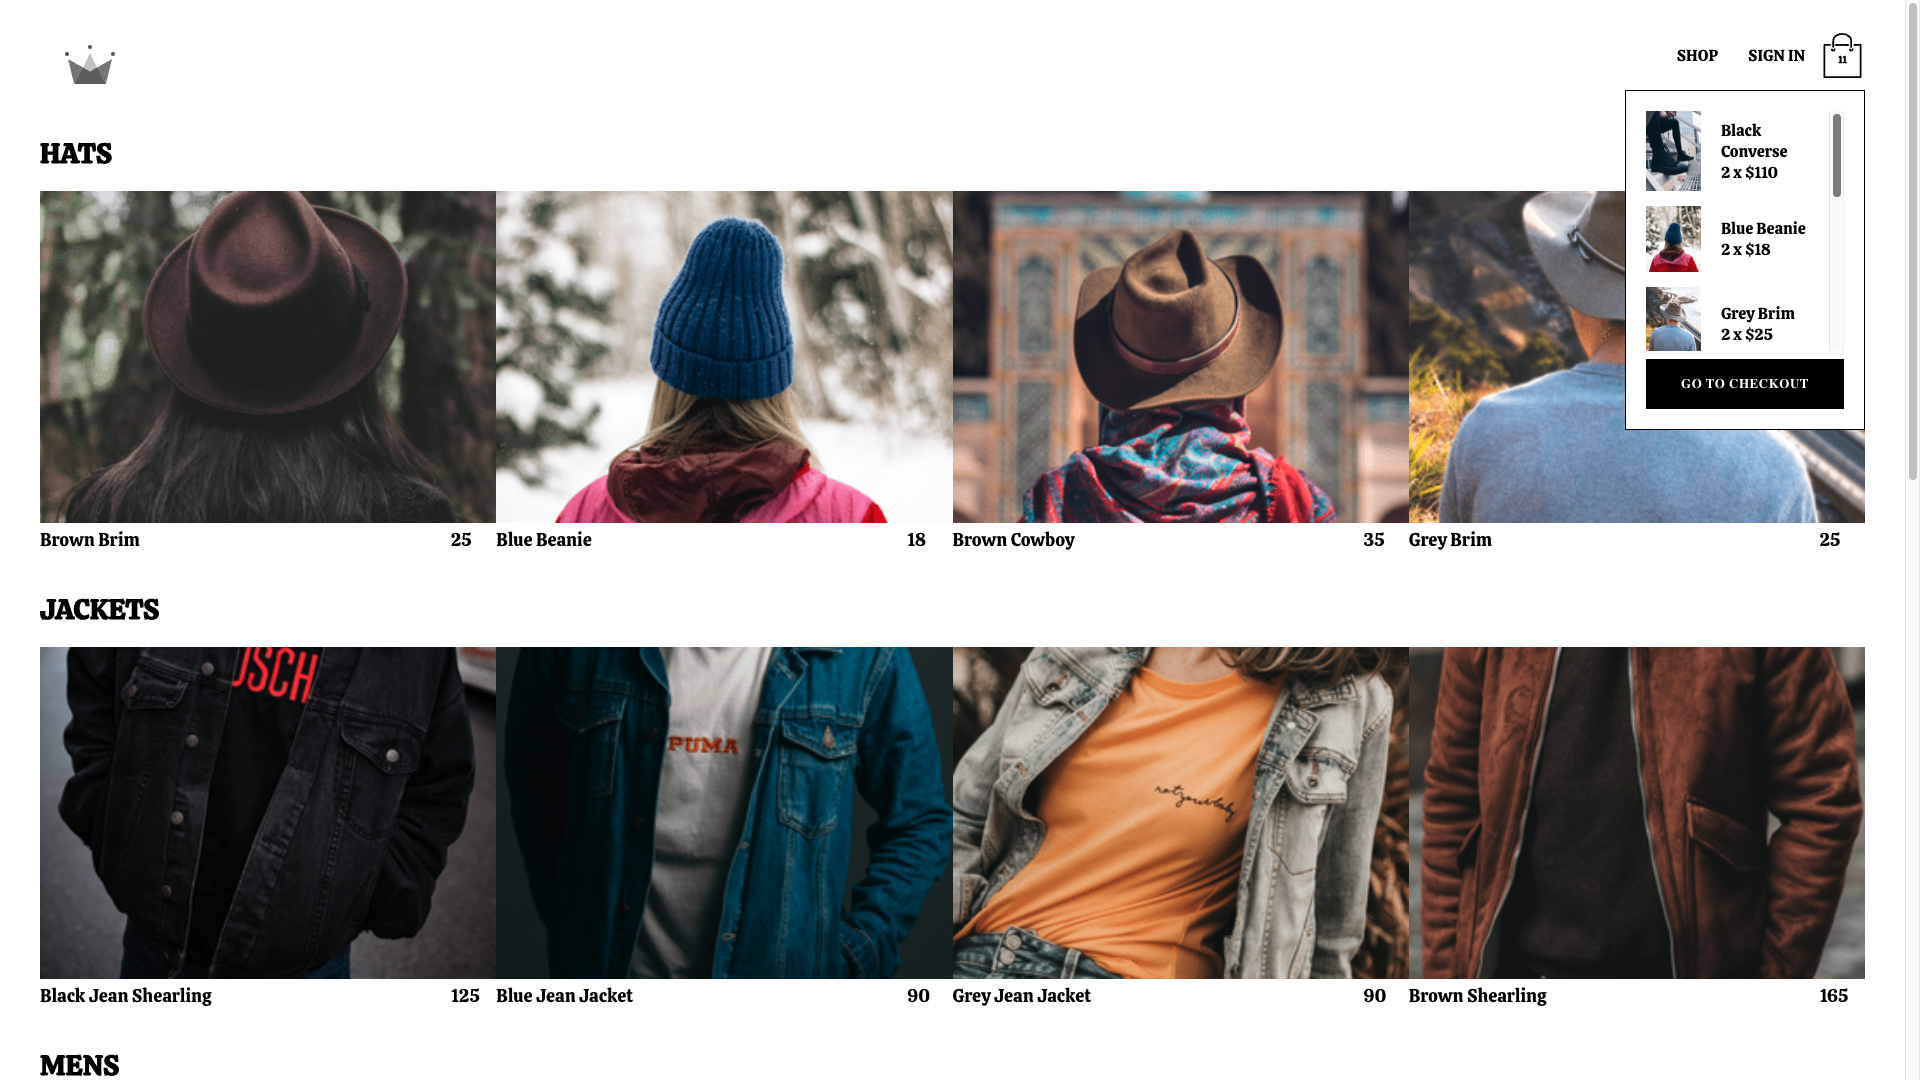 SHOP
SIGN IN
11
Black
Converse
2 x $110
Blue Beanie
2 x $18
Grey Brim
2 x $25
GO TO CHECKOUT
HATS
Brown Brim
25
Blue Beanie
18
Brown Cowboy
35
Grey Brim
25
JACKETS
PUMA
notyourbaby
Black Jean Shearling
125
Blue Jean Jacket
90
Grey Jean Jacket
90
Brown Shearling
165
MENS